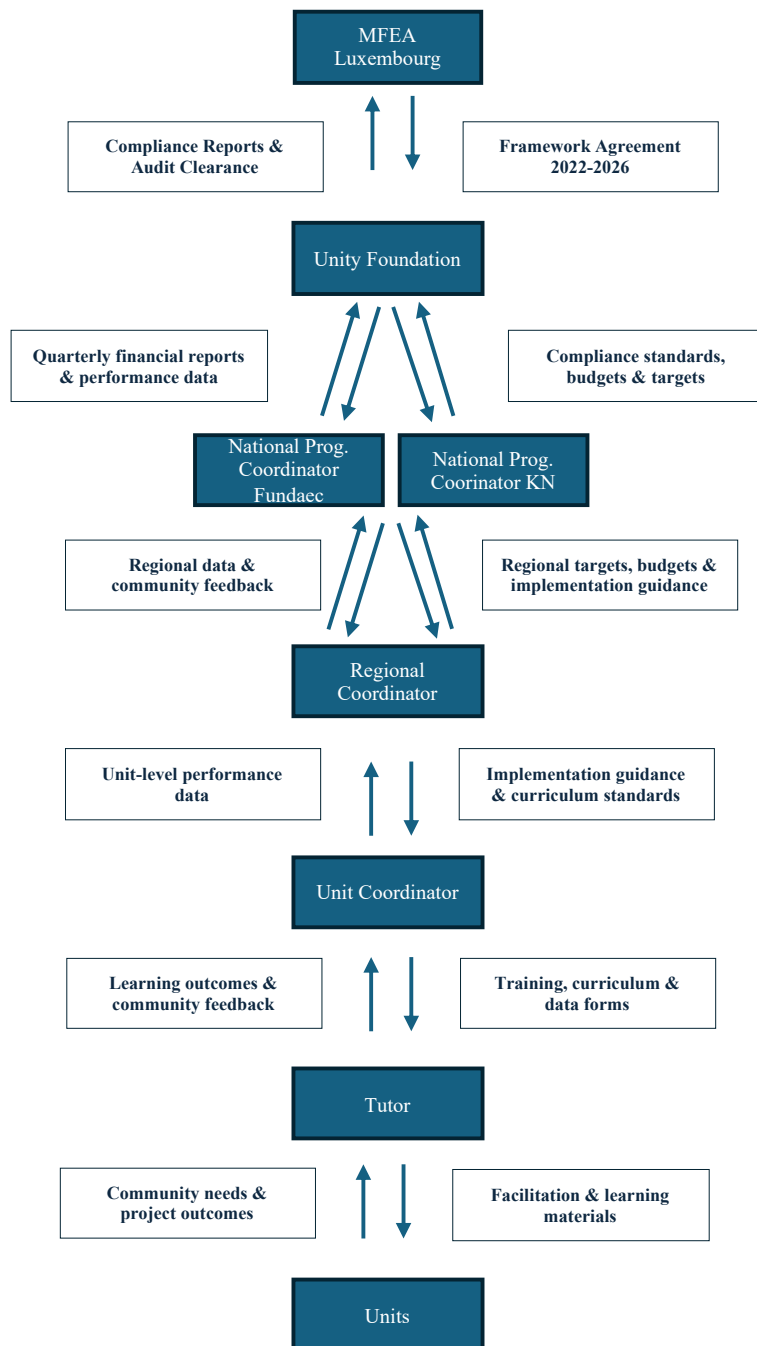 MFEA
Luxembourg
Compliance Reports &
Audit Clearance
Framework Agreement
2022-2026
Unity Foundation
Quarterly financial reports
& performance data
Compliance standards,
budgets & targets
National Prog.
Coordinator
Fundaec
National Prog.
Coorinator KN
Regional data &
community feedback
Regional targets, budgets &
implementation guidance
Regional
Coordinator
Unit-level performance
data
Implementation guidance
& curriculum standards
Unit Coordinator
Learning outcomes &
community feedback
Training, curriculum &
data forms
Tutor
Community needs &
project outcomes
Facilitation & learning
materials
Units